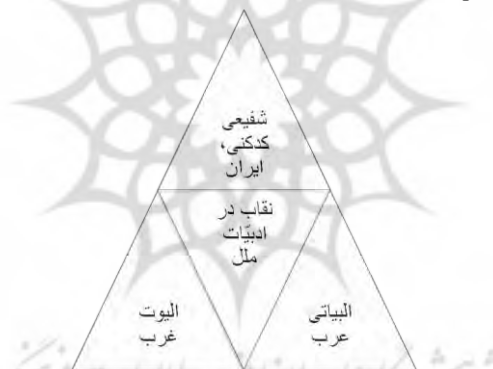 شفیعی
کدکنی،
ایران
نقاب در
ادبیّات
ملل
البیاتی
عرب
الیوت
غرب